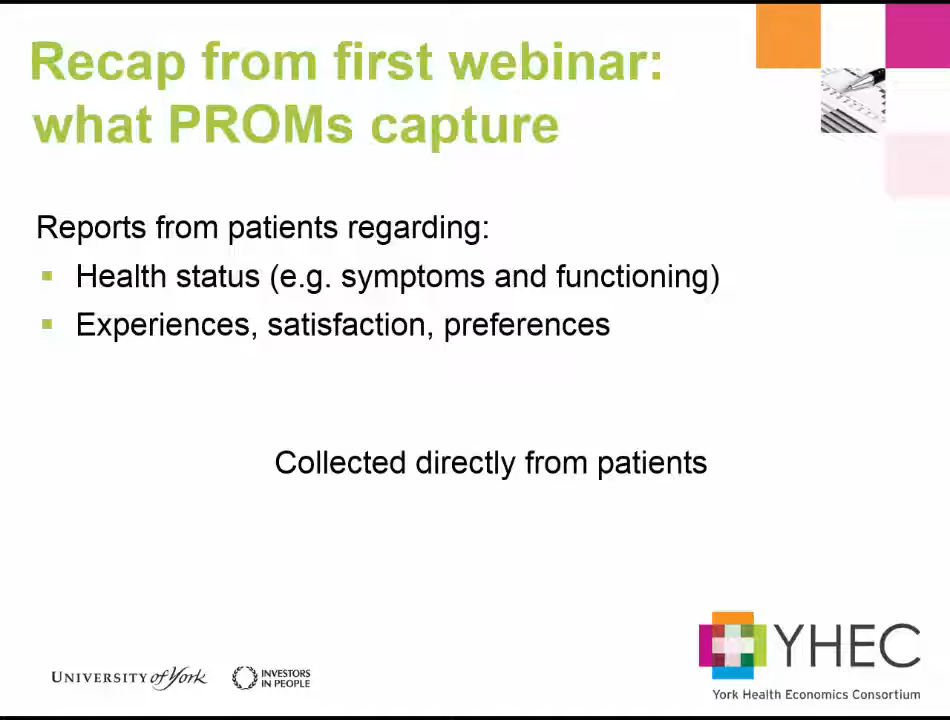 Recap from first webinar:
what PROMs capture
Reports from patients regarding:
Health status (e.g. symptoms and functioning)
Experiences, satisfaction, preferences
Collected directly from patients
UNIVERSITY of York
INVESTORS
IN PEOPLE
YHEC
York Health Economics Consortium